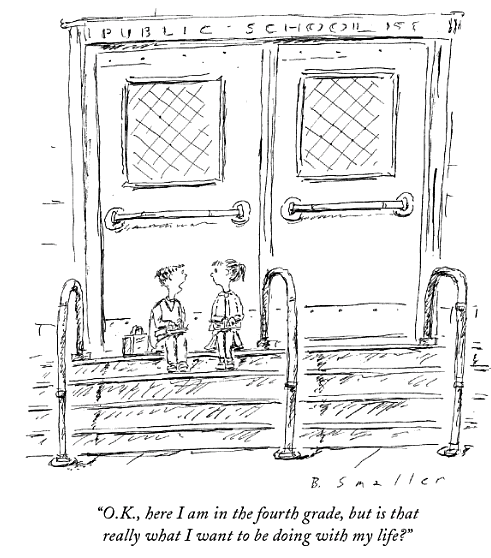 PUBLIC SCHOOL
B. Smaller
“O.K., here I am in the fourth grade, but is that
really what I want to be doing with my life?”